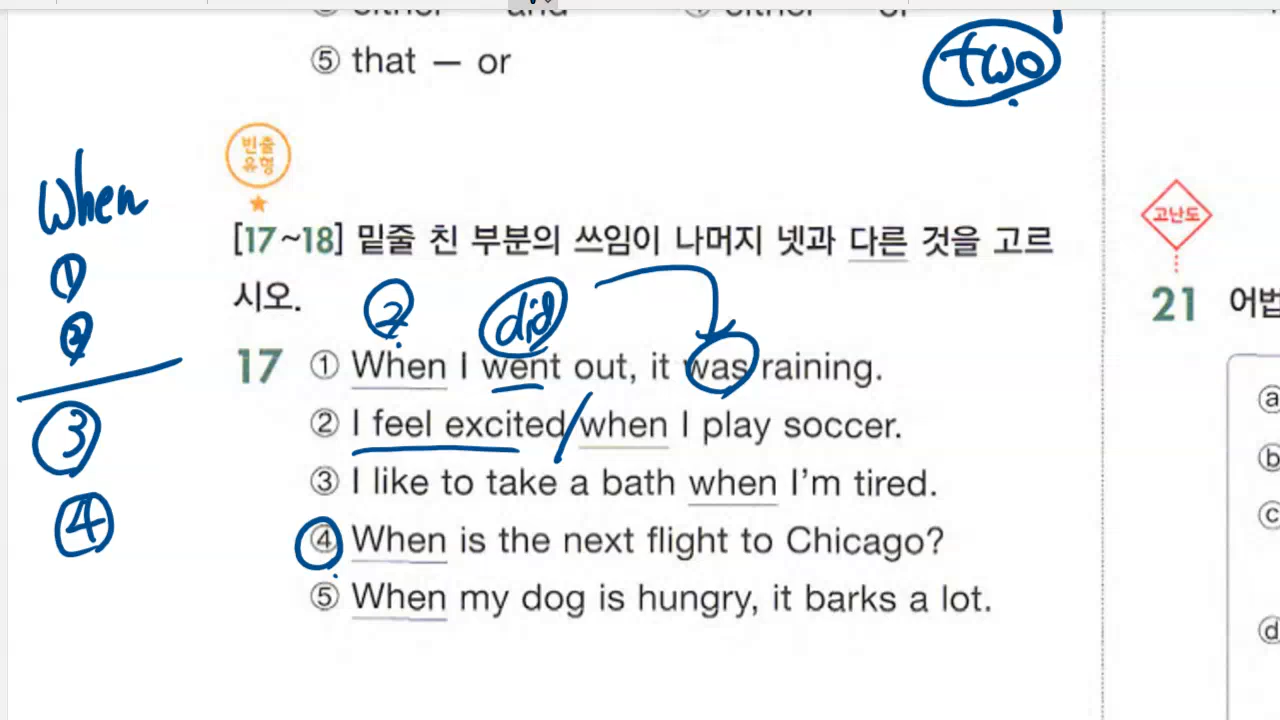 ⑤ that — or
two
빈출
유형
When
①
②
③
④
[17~18] 밑줄 친 부분의 쓰임이 나머지 넷과 다른 것을 고르
시오.
2
did
17 ① When I went out, it was raining.
② I feel excited / when I play soccer.
③ I like to take a bath when I'm tired.
④ When is the next flight to Chicago?
⑤ When my dog is hungry, it barks a lot.
고난도
21 어법
ⓐ
ⓑ
ⓒ
ⓓ